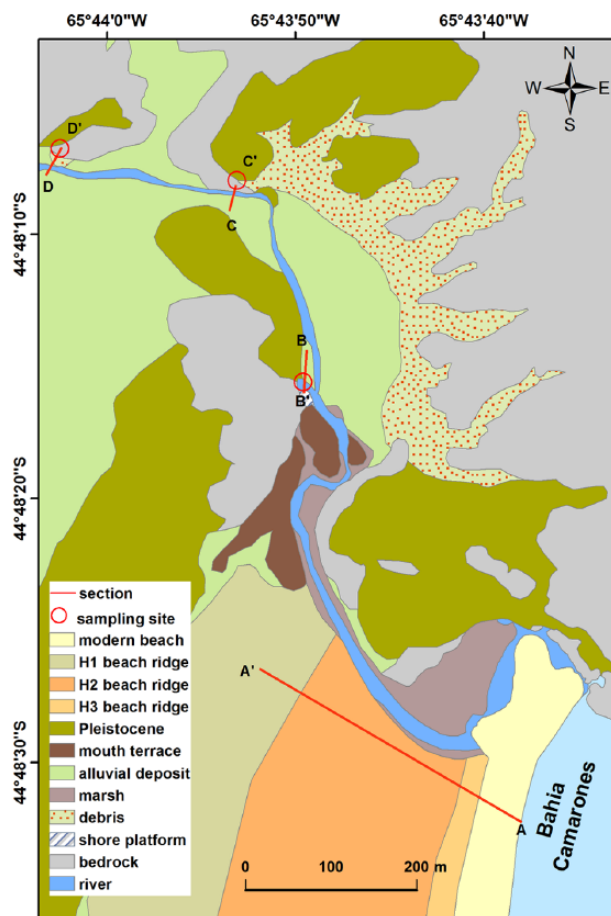 65°44'0"W
65°43'50"W
65°43'40"W
N
W E
S
D'
C'
D
C
44°48'10"S
B
B'
44°48'20"S
section
sampling site
modern beach
H1 beach ridge
H2 beach ridge
H3 beach ridge
Pleistocene
mouth terrace
alluvial deposit
marsh
debris
shore platform
bedrock
river
A'
44°48'30"S
A
Bahia
Camarones
0 100 200 m